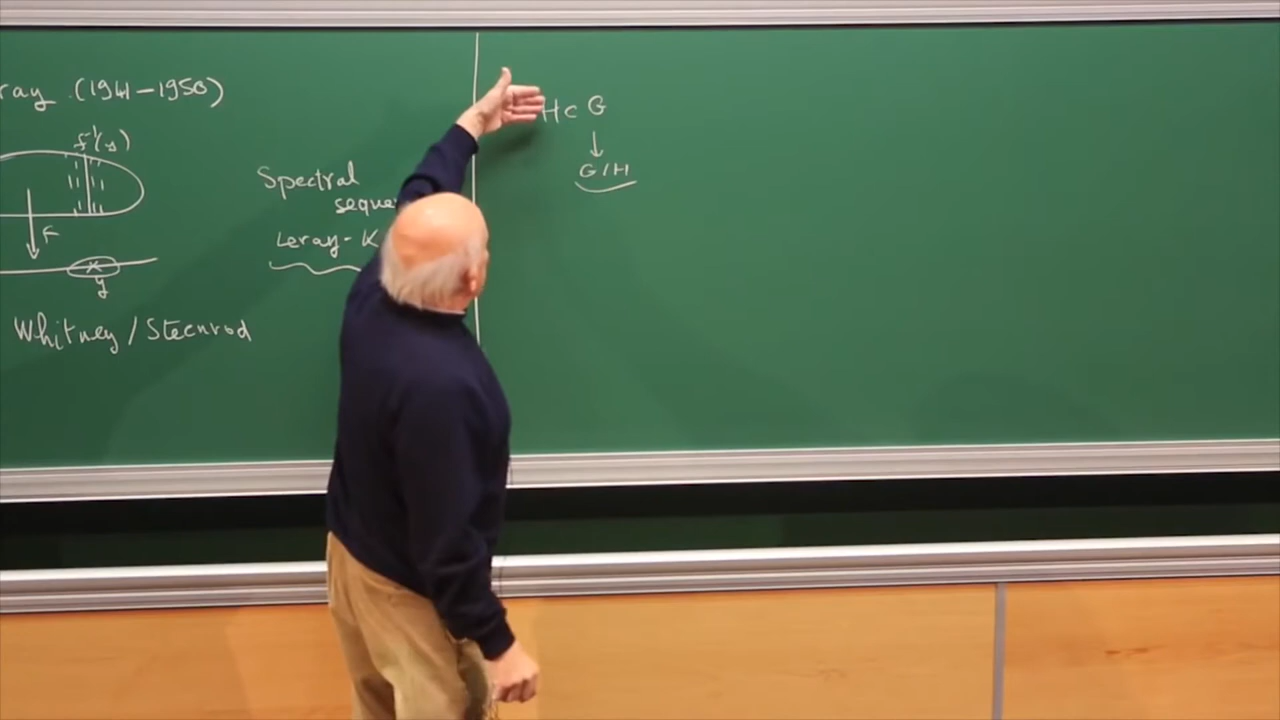 ray (1941-1950)
f⁻¹(y)
F
y
Whitney / Steenrod
Spectral
seque
Leray - K
H ⊂ G
↓
G/H